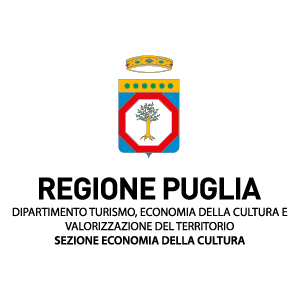 REGIONE PUGLIA
DIPARTIMENTO TURISMO, ECONOMIA DELLA CULTURA E
VALORIZZAZIONE DEL TERRITORIO
SEZIONE ECONOMIA DELLA CULTURA